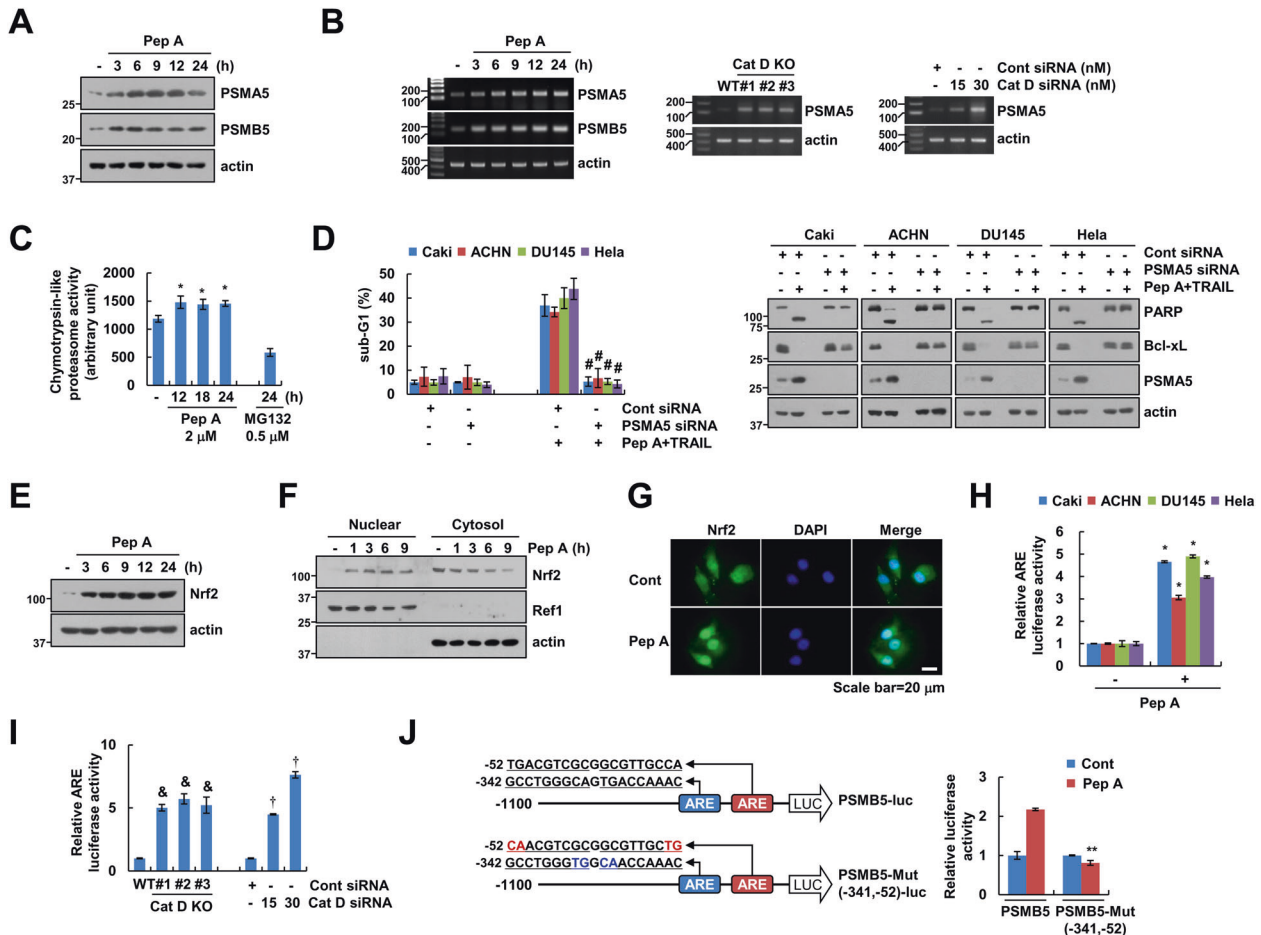 A
Pep A
- 3 6 9 12 24 (h)
PSMA5
25
PSMB5
20
actin
37
B
Pep A
- 3 6 9 12 24 (h)
200
100
PSMA5
200
PSMB5
500
400
actin
Cat D KO
WT #1 #2 #3
200
100
PSMA5
500
400
actin
+ - - Cont siRNA (nM)
- 15 30 Cat D siRNA (nM)
200
100
PSMA5
500
400
actin
C
Chymotrypsin-like
proteasome activity
(arbitrary unit)
2000
1500
1000
500
0
* * *
- 12 18 24 24 (h)
Pep A MG132
2 μM 0.5 μM
D
Caki ACHN DU145 Hela
sub-G1 (%)
50
40
30
20
10
0
# # # #
+ - + - Cont siRNA
- + - + PSMA5 siRNA
- - + + Pep A+TRAIL
Caki ACHN DU145 Hela
+ + - - + + - - + + - - + + - - Cont siRNA
- - + + - - + + - - + + - - + + PSMA5 siRNA
- + - + - + - + - + - + - + - + Pep A+TRAIL
100
75
PARP
25
Bcl-xL
25
PSMA5
37
actin
E
Pep A
- 3 6 9 12 24 (h)
100
Nrf2
37
actin
F
Nuclear Cytosol
- 1 3 6 9 - 1 3 6 9 Pep A (h)
100
Nrf2
37
25
Ref1
37
actin
G
Nrf2 DAPI Merge
Cont
Pep A
Scale bar=20 μm
H
Caki ACHN DU145 Hela
Relative ARE
luciferase activity
6
5
4
3
2
1
0
* * * *
- +
Pep A
I
Relative ARE
luciferase activity
10
5
0
& & & † †
WT #1 #2 #3
Cat D KO
+ - - Cont siRNA
- 15 30 Cat D siRNA
J
-52 TGACGTCGCGGCGTTGCCA
-342 GCCTGGGCAGTGACCAAAC
-1100 ARE ARE LUC PSMB5-luc
-52 CAACGTCGCGGCGTTGCTG
-342 GCCTGGGTGGCAACCAAAC
-1100 ARE ARE LUC PSMB5-Mut
(-341,-52)-luc
Cont
Pep A
Relative luciferase
activity
3
2
1
0
**
PSMB5 PSMB5-Mut
(-341,-52)